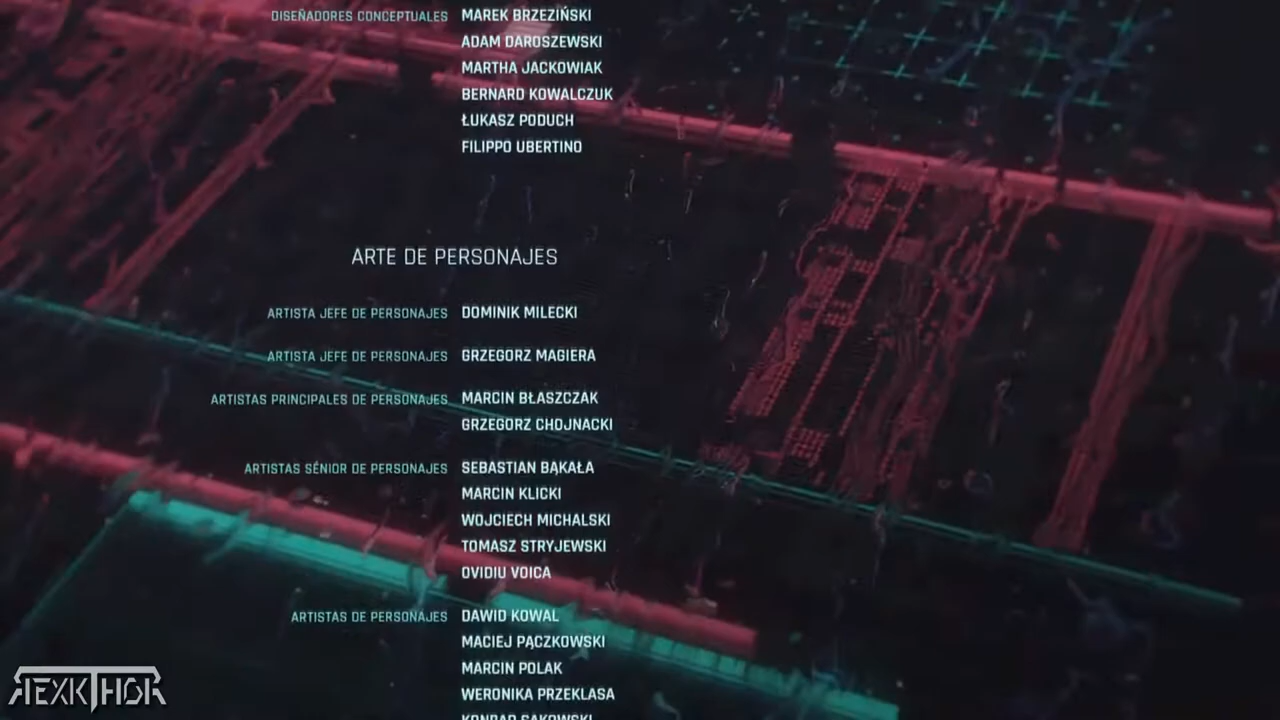 DISEÑADORES CONCEPTUALES MAREK BRZEZIŃSKI
ADAM DAROSZEWSKI
MARTHA JACKOWIAK
BERNARD KOWALCZUK
ŁUKASZ PODUCH
FILIPPO UBERTINO
ARTE DE PERSONAJES
ARTISTA JEFE DE PERSONAJES DOMINIK MILECKI
ARTISTA JEFE DE PERSONAJES GRZEGORZ MAGIERA
ARTISTAS PRINCIPALES DE PERSONAJES MARCIN BŁASZCZAK
GRZEGORZ CHOJNACKI
ARTISTAS SÉNIOR DE PERSONAJES SEBASTIAN BĄKAŁA
MARCIN KLICKI
WOJCIECH MICHALSKI
TOMASZ STRYJEWSKI
OVIDIU VOICA
ARTISTAS DE PERSONAJES DAWID KOWAL
MACIEJ PĄCZKOWSKI
MARCIN POLAK
WERONIKA PRZEKLASA
KONRAD SAKOWSKI
REXKTHOR